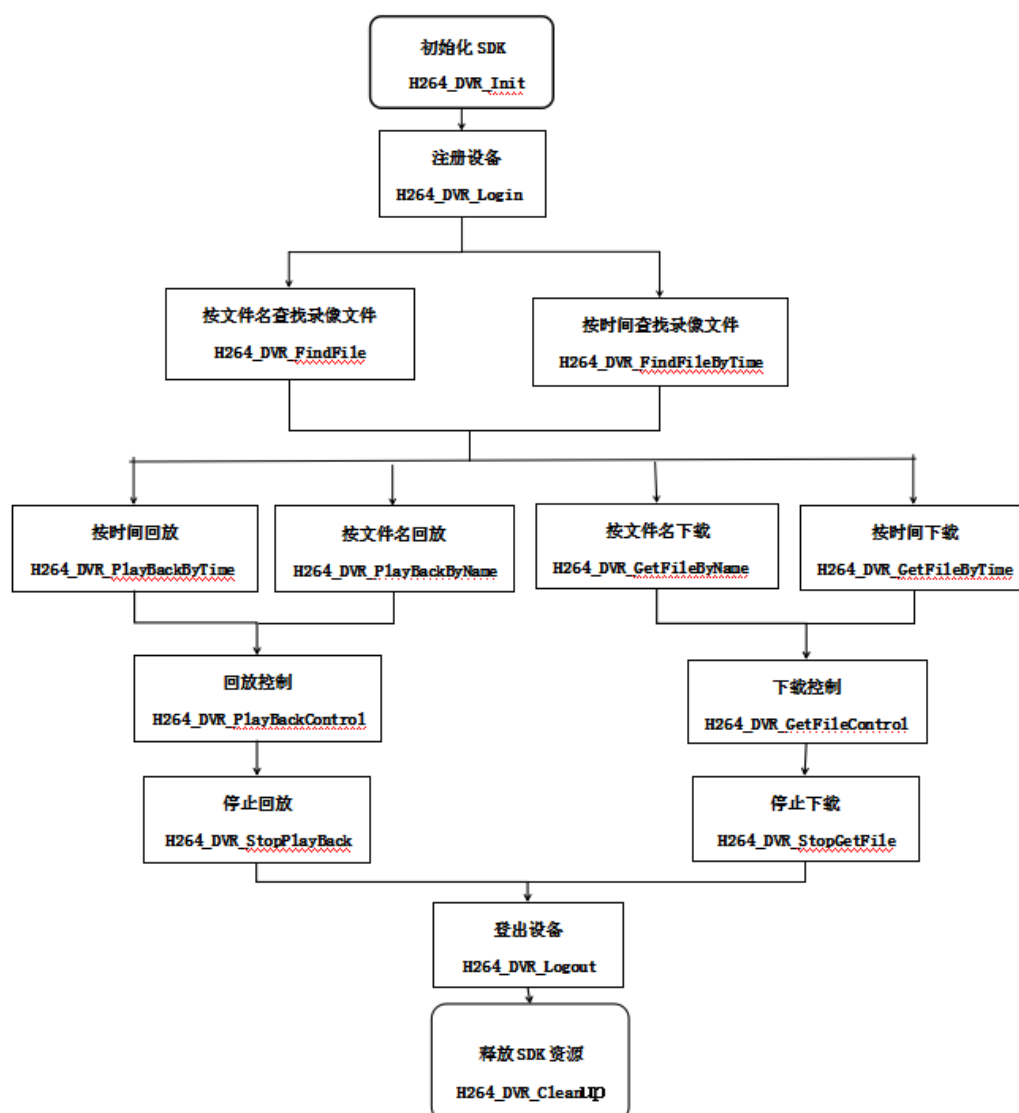 初始化 SDK
H264_DVR_Init
注册设备
H264_DVR_Login
按文件名查找录像文件
H264_DVR_FindFile
按时间查找录像文件
H264_DVR_FindFileByTime
按时间回放
H264_DVR_PlayBackByTime
按文件名回放
H264_DVR_PlayBackByName
按文件名下载
H264_DVR_GetFileByName
按时间下载
H264_DVR_GetFileByTime
回放控制
H264_DVR_PlayBackControl
下载控制
H264_DVR_GetFileControl
停止回放
H264_DVR_StopPlayBack
停止下载
H264_DVR_StopGetFile
登出设备
H264_DVR_Logout
释放 SDK 资源
H264_DVR_Cleanup